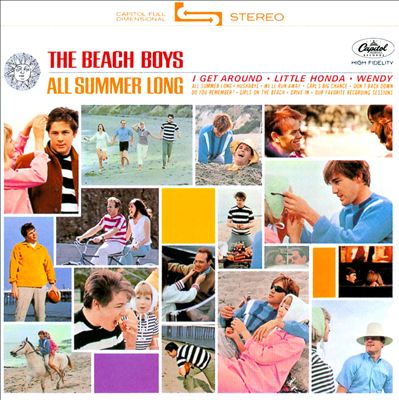 CAPITOL FULL DIMENSIONAL STEREO
THE BEACH BOYS
ALL SUMMER LONG
Capitol
HIGH FIDELITY
I GET AROUND • LITTLE HONDA • WENDY
ALL SUMMER LONG • HUSHABYE • WE'LL RUN AWAY • CARL'S BIG CHANCE • DON'T BACK DOWN
DO YOU REMEMBER? • GIRLS ON THE BEACH • DRIVE-IN • OUR FAVORITE RECORDING SESSIONS